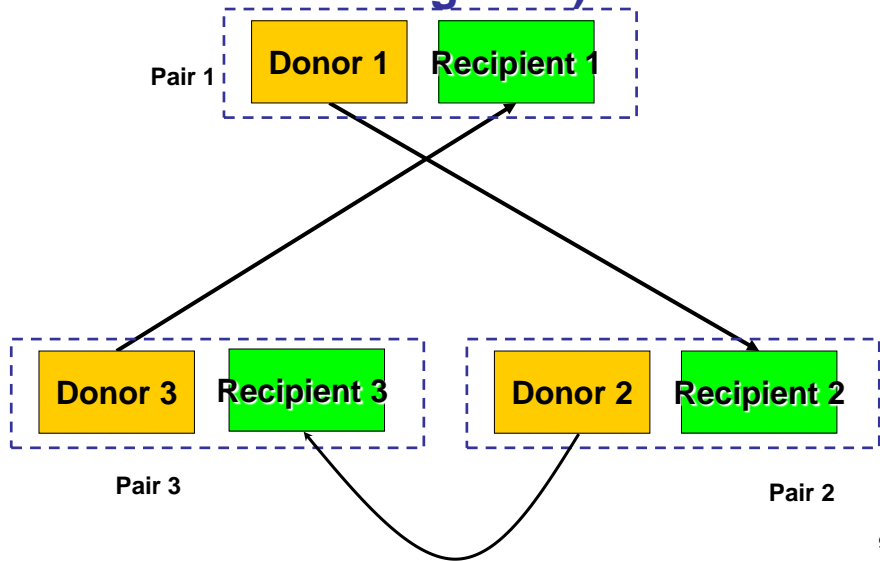 Donor 1
Recipient 1
Pair 1
Donor 3
Recipient 3
Donor 2
Recipient 2
Pair 3
Pair 2